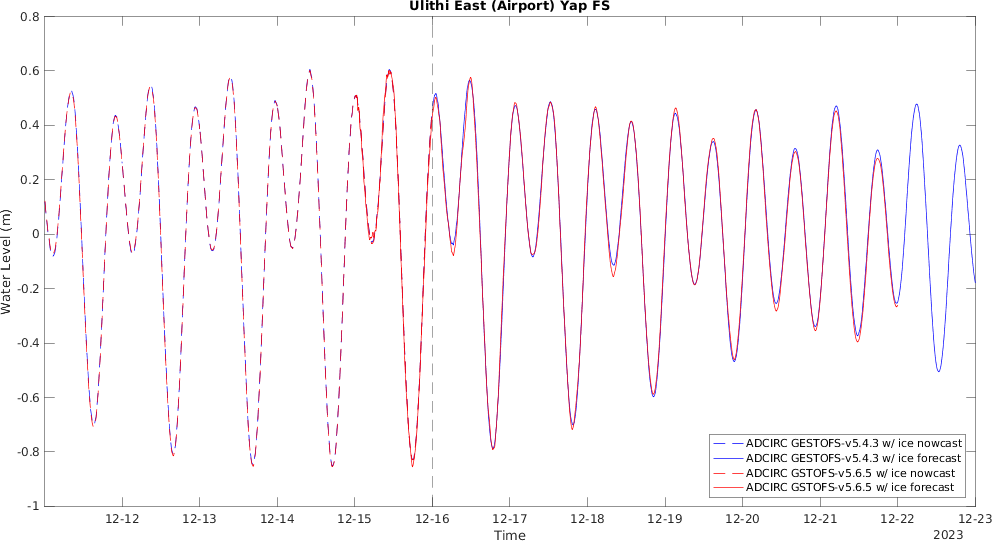 Ulithi East (Airport) Yap FS
0.8
0.6
0.4
0.2
0
-0.2
-0.4
-0.6
-0.8
-1
Water Level (m)
ADCIRC GESTOFS-v5.4.3 w/ ice nowcast
ADCIRC GESTOFS-v5.4.3 w/ ice forecast
ADCIRC GSTOFS-v5.6.5 w/ ice nowcast
ADCIRC GSTOFS-v5.6.5 w/ ice forecast
12-12 12-13 12-14 12-15 12-16 12-17 12-18 12-19 12-20 12-21 12-22 12-23
Time
2023